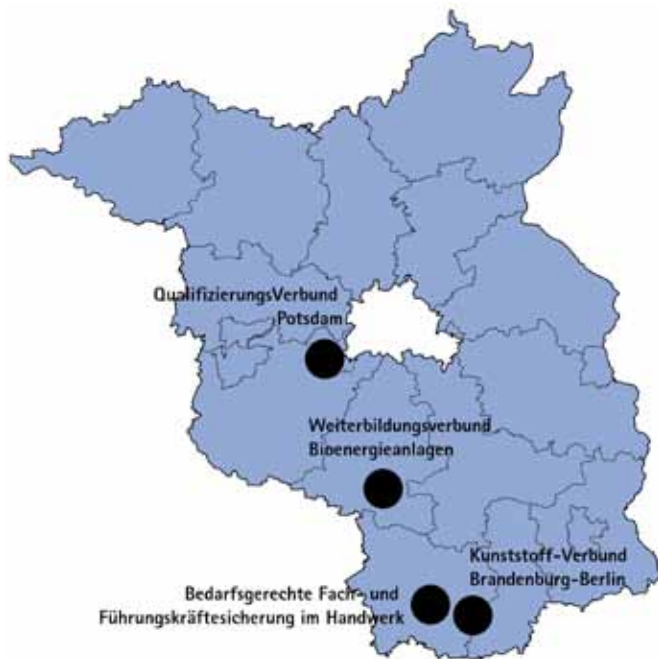 QualifizierungsVerbund
Potsdam
Weiterbildungsverbund
Bioenergieanlagen
Kunststoff-Verbund
Brandenburg-Berlin
Bedarfsgerechte Fach- und
Führungskräftesicherung im Handwerk